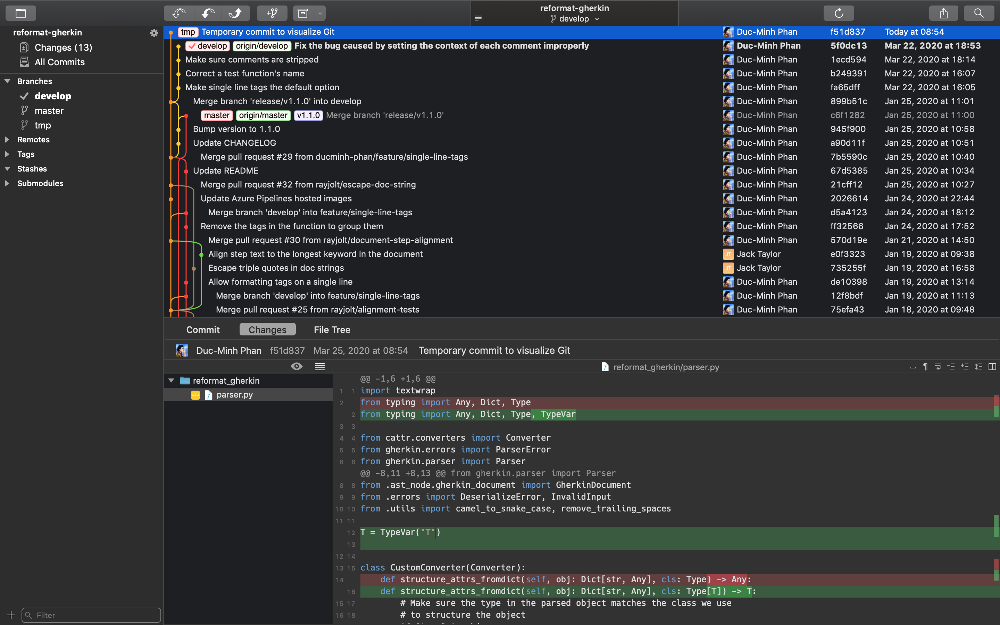 reformat-gherkin
develop
reformat-gherkin
Changes (13)
All Commits
Branches
develop
master
tmp
Remotes
Tags
Stashes
Submodules
Filter
tmp Temporary commit to visualize Git Duc-Minh Phan f51d837 Today at 08:54
develop origin/develop Fix the bug caused by setting the context of each comment improperly Duc-Minh Phan 5f0dc13 Mar 22, 2020 at 18:53
Make sure comments are stripped Duc-Minh Phan 1ecd594 Mar 22, 2020 at 18:14
Correct a test function's name Duc-Minh Phan b249391 Mar 22, 2020 at 16:07
Make single line tags the default option Duc-Minh Phan fa65dff Mar 22, 2020 at 16:05
Merge branch 'release/v1.1.0' into develop Duc-Minh Phan 899b51c Jan 25, 2020 at 11:01
master origin/master v1.1.0 Merge branch 'release/v1.1.0' Duc-Minh Phan c6f1282 Jan 25, 2020 at 11:00
Bump version to 1.1.0 Duc-Minh Phan 945f900 Jan 25, 2020 at 10:58
Update CHANGELOG Duc-Minh Phan a90d11f Jan 25, 2020 at 10:51
Merge pull request #29 from ducminh-phan/feature/single-line-tags Duc-Minh Phan 7b5590c Jan 25, 2020 at 10:40
Update README Duc-Minh Phan 67d5385 Jan 25, 2020 at 10:34
Merge pull request #32 from rayjolt/escape-doc-string Duc-Minh Phan 21cff12 Jan 25, 2020 at 10:27
Update Azure Pipelines hosted images Duc-Minh Phan 2026614 Jan 24, 2020 at 22:44
Merge branch 'develop' into feature/single-line-tags Duc-Minh Phan d5a4123 Jan 24, 2020 at 18:12
Remove the tags in the function to group them Duc-Minh Phan ff32566 Jan 24, 2020 at 17:52
Merge pull request #30 from rayjolt/document-step-alignment Duc-Minh Phan 570d19e Jan 21, 2020 at 14:50
Align step text to the longest keyword in the document JT Jack Taylor e0f3323 Jan 19, 2020 at 09:38
Escape triple quotes in doc strings JT Jack Taylor 735255f Jan 19, 2020 at 16:58
Allow formatting tags on a single line Duc-Minh Phan de10398 Jan 19, 2020 at 13:14
Merge branch 'develop' into feature/single-line-tags Duc-Minh Phan 12f8bdf Jan 19, 2020 at 11:13
Merge pull request #25 from rayjolt/alignment-tests Duc-Minh Phan 75efa43 Jan 18, 2020 at 09:48
Commit Changes File Tree
Duc-Minh Phan f51d837 Mar 25, 2020 at 08:54 Temporary commit to visualize Git
reformat_gherkin/parser.py
reformat_gherkin
parser.py
@@ -1,6 +1,6 @@
1 1 import textwrap
2 from typing import Any, Dict, Type
2 from typing import Any, Dict, Type, TypeVar
3 3
4 4 from cattr.converters import Converter
5 5 from gherkin.errors import ParserError
6 6 from gherkin.parser import Parser
@@ -8,11 +8,13 @@ from gherkin.parser import Parser
8 8 from .ast_node.gherkin_document import GherkinDocument
9 9 from .errors import DeserializeError, InvalidInput
10 10 from .utils import camel_to_snake_case, remove_trailing_spaces
11 11
12 T = TypeVar("T")
13
12 14
13 15 class CustomConverter(Converter):
14 def structure_attrs_fromdict(self, obj: Dict[str, Any], cls: Type) -> Any:
16 def structure_attrs_fromdict(self, obj: Dict[str, Any], cls: Type[T]) -> T:
15 17 # Make sure the type in the parsed object matches the class we use
16 18 # to structure the object